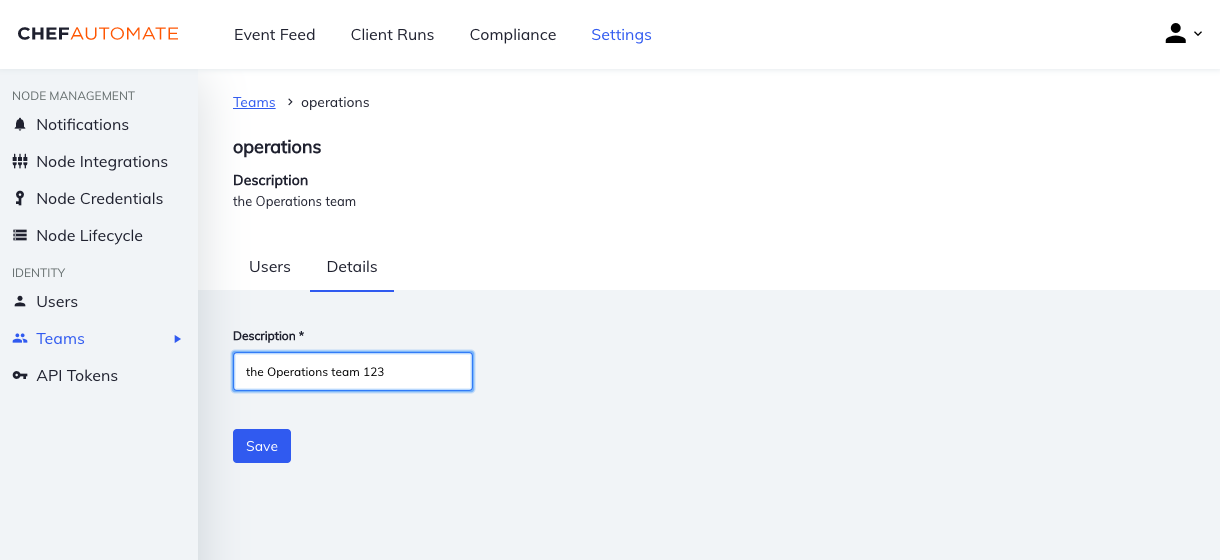 CHEFAUTOMATE
Event Feed Client Runs Compliance Settings
NODE MANAGEMENT
Notifications
Node Integrations
Node Credentials
Node Lifecycle
IDENTITY
Users
Teams
API Tokens
Teams > operations
operations
Description
the Operations team
Users Details
Description *
the Operations team 123
Save